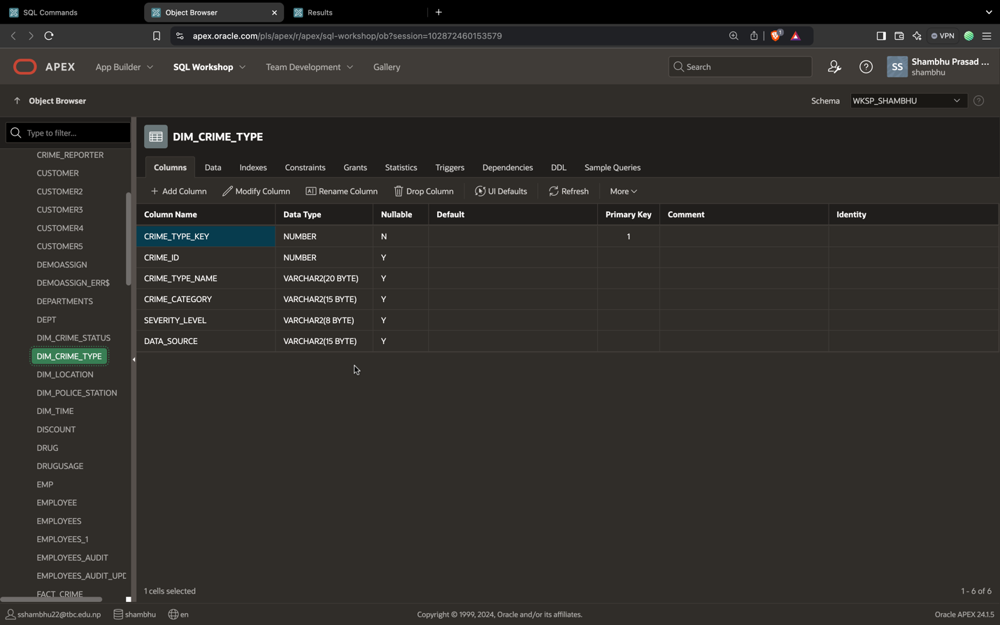 SQL Commands
Object Browser
Results
apex.oracle.com/pls/apex/r/apex/sql-workshop/ob?session=102872460153579
1
VPN
APEX
App Builder
SQL Workshop
Team Development
Gallery
Search
SS
Shambhu Prasad ...
shambhu
Object Browser
Schema
WKSP_SHAMBHU
Type to filter...
CRIME_REPORTER
CUSTOMER
CUSTOMER2
CUSTOMER3
CUSTOMER4
CUSTOMER5
DEMOASSIGN
DEMOASSIGN_ERR$
DEPARTMENTS
DEPT
DIM_CRIME_STATUS
DIM_CRIME_TYPE
DIM_LOCATION
DIM_POLICE_STATION
DIM_TIME
DISCOUNT
DRUG
DRUGUSAGE
EMP
EMPLOYEE
EMPLOYEES
EMPLOYEES_1
EMPLOYEES_AUDIT
EMPLOYEES_AUDIT_UPD
FACT_CRIME
DIM_CRIME_TYPE
Columns Data Indexes Constraints Grants Statistics Triggers Dependencies DDL Sample Queries
Add Column Modify Column Rename Column Drop Column UI Defaults Refresh More
Column Name Data Type Nullable Default Primary Key Comment Identity
CRIME_TYPE_KEY NUMBER N 1
CRIME_ID NUMBER Y
CRIME_TYPE_NAME VARCHAR2(20 BYTE) Y
CRIME_CATEGORY VARCHAR2(15 BYTE) Y
SEVERITY_LEVEL VARCHAR2(8 BYTE) Y
DATA_SOURCE VARCHAR2(15 BYTE) Y
1 cells selected
1 - 6 of 6
sshambhu22@tbc.edu.np
shambhu
en
Copyright © 1999, 2024, Oracle and/or its affiliates.
Oracle APEX 24.1.5